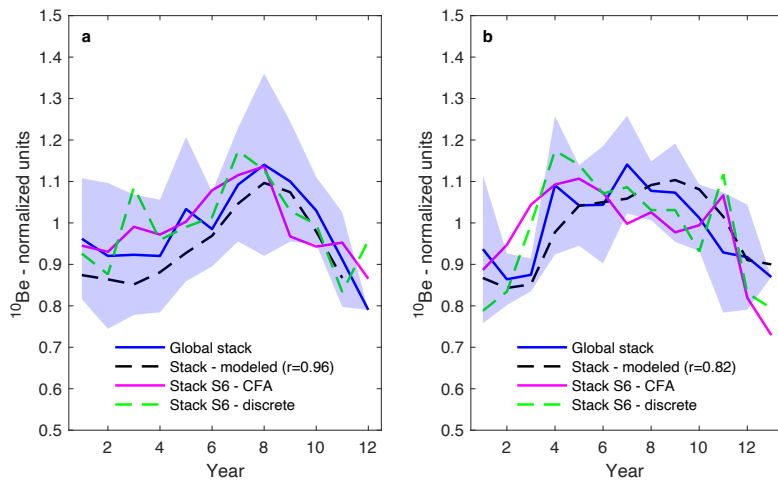 a
1.5
1.4
1.3
1.2
1.1
1
0.9
0.8
0.7
0.6
0.5
¹⁰Be - normalized units
2 4 6 8 10 12
Year
Global stack
Stack - modeled (r=0.96)
Stack S6 - CFA
Stack S6 - discrete
b
1.5
1.4
1.3
1.2
1.1
1
0.9
0.8
0.7
0.6
0.5
¹⁰Be - normalized units
2 4 6 8 10 12
Year
Global stack
Stack - modeled (r=0.82)
Stack S6 - CFA
Stack S6 - discrete